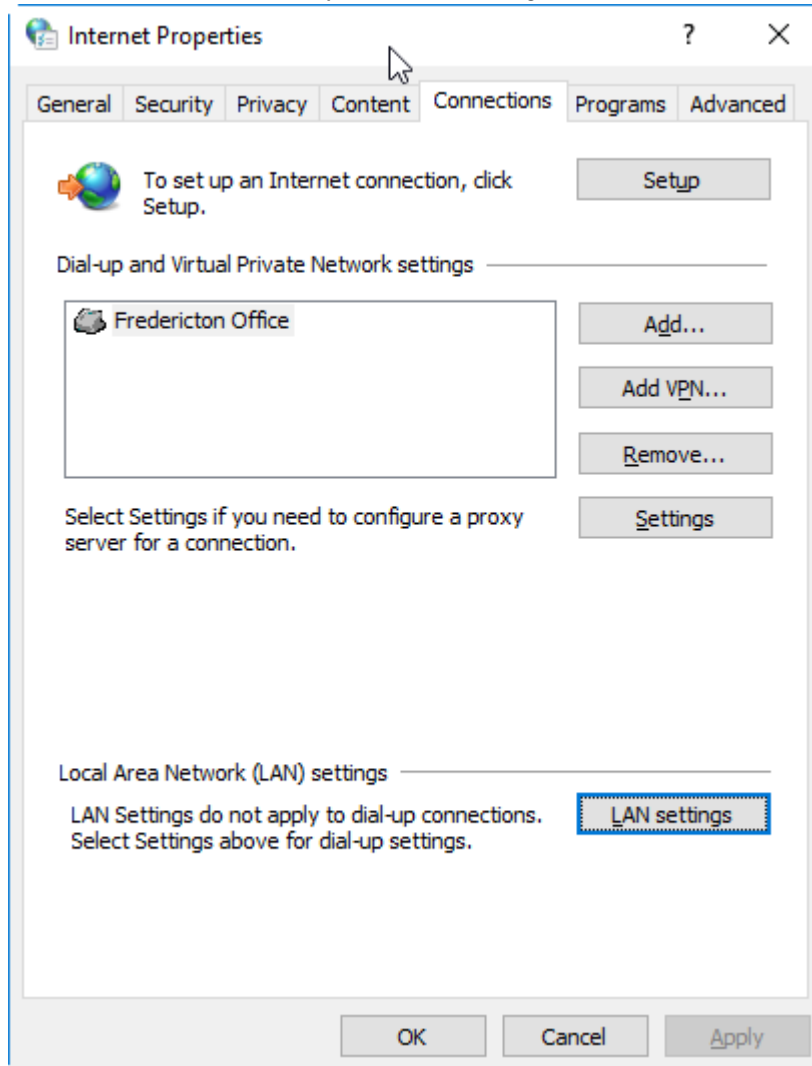 Internet Properties
?
General Security Privacy Content Connections Programs Advanced
To set up an Internet connection, click
Setup.
Setup
Dial-up and Virtual Private Network settings
Fredericton Office
Add...
Add VPN...
Remove...
Select Settings if you need to configure a proxy
server for a connection.
Settings
Local Area Network (LAN) settings
LAN Settings do not apply to dial-up connections.
Select Settings above for dial-up settings.
LAN settings
OK
Cancel
Apply